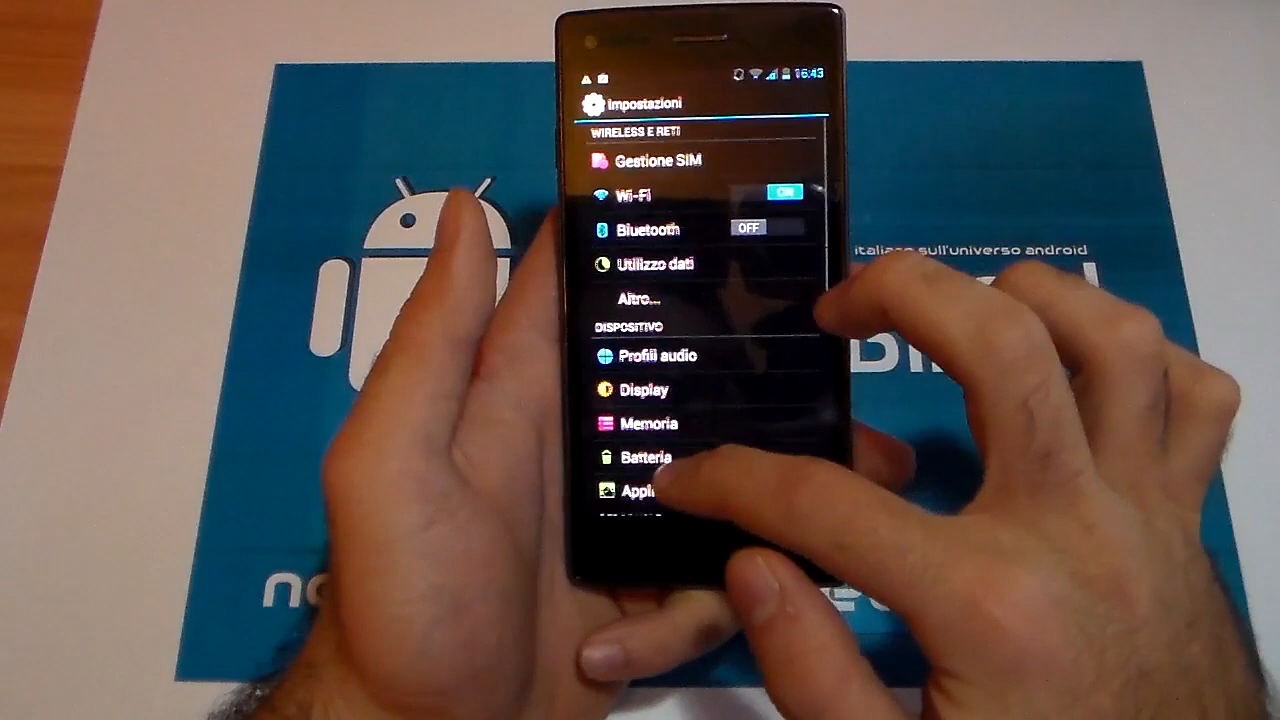 16:43
Impostazioni
WIRELESS E RETI
Gestione SIM
Wi-Fi ON
Bluetooth OFF
Utilizzo dati
Altro...
DISPOSITIVO
Profili audio
Display
Memoria
Batteria
Appli
italiano sull'universo android